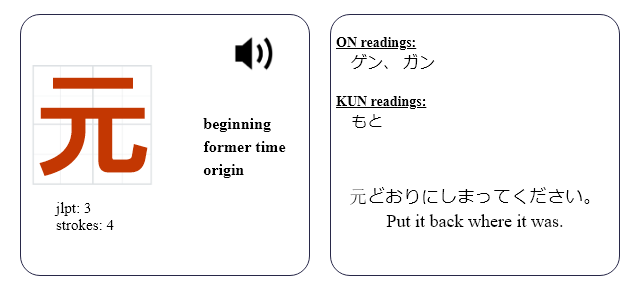 元
beginning
former time
origin
jlpt: 3
strokes: 4
ON readings:
ゲン、 ガン
KUN readings:
もと
元どおりにしまってください。
Put it back where it was.